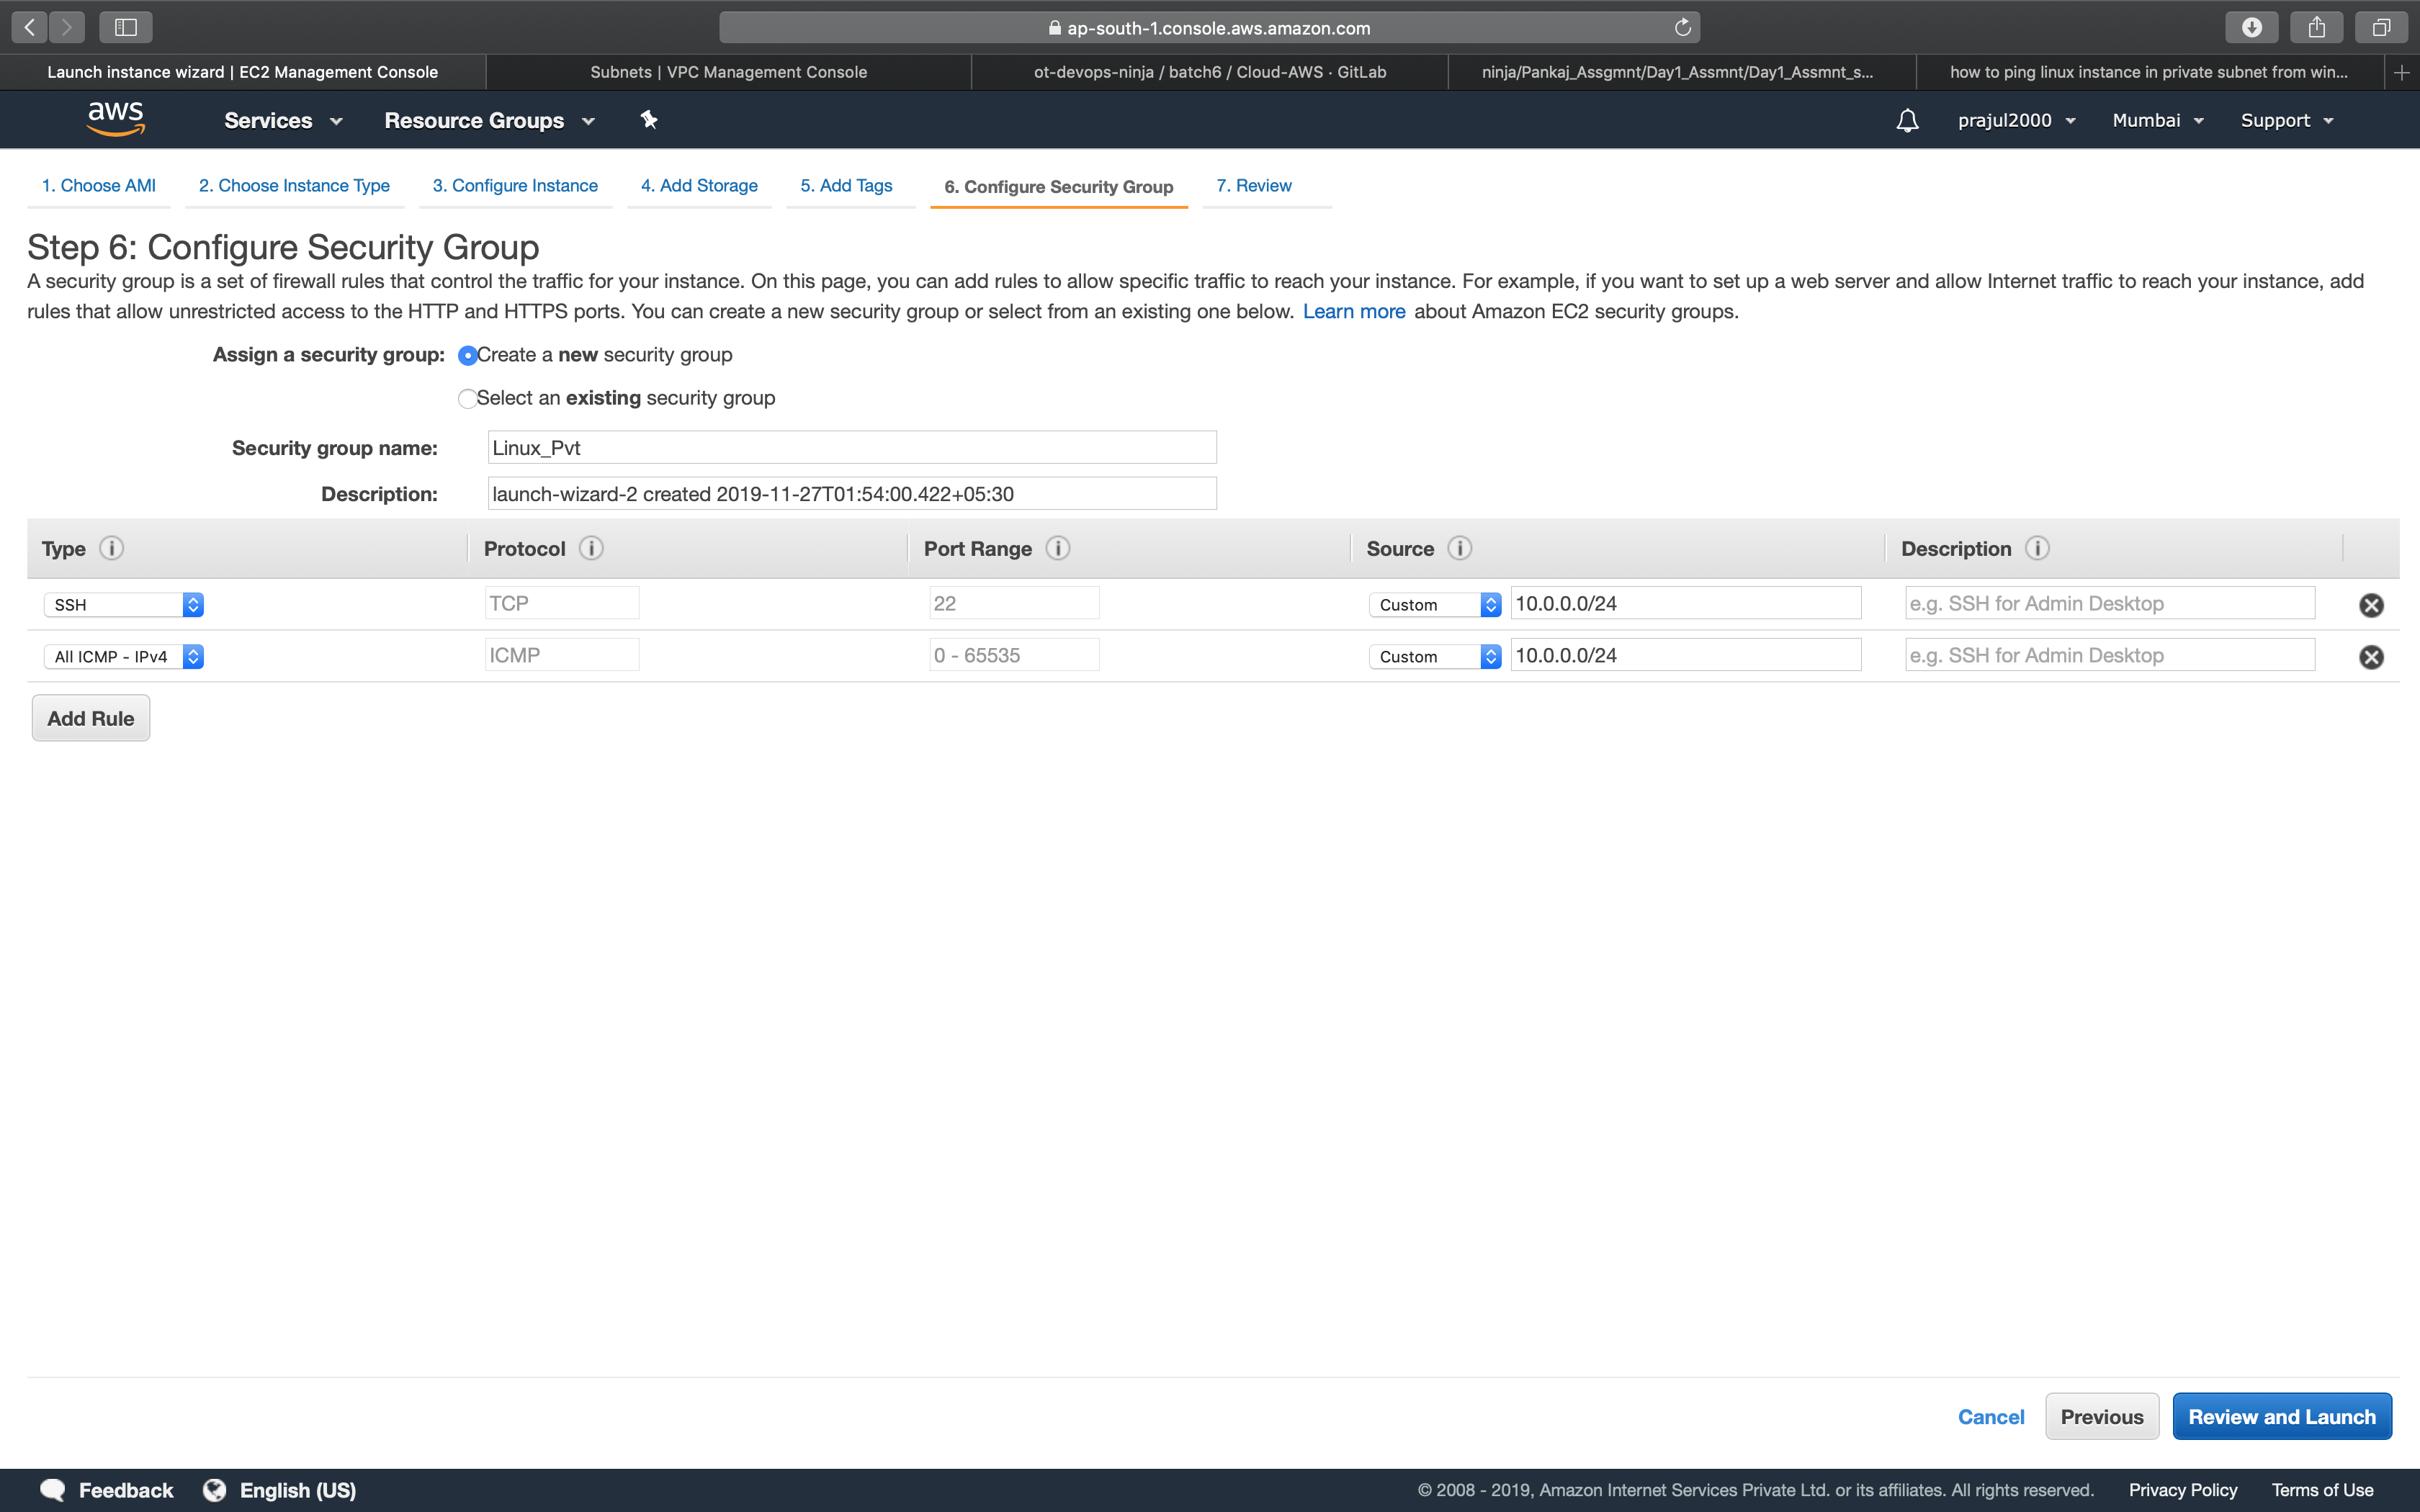 ap-south-1.console.aws.amazon.com
Launch instance wizard | EC2 Management Console
Subnets | VPC Management Console
ot-devops-ninja / batch6 / Cloud-AWS · GitLab
ninja/Pankaj_Assgmnt/Day1_Assmnt/Day1_Assmnt_s...
how to ping linux instance in private subnet from win...
aws
Services
Resource Groups
prajul2000
Mumbai
Support
1. Choose AMI
2. Choose Instance Type
3. Configure Instance
4. Add Storage
5. Add Tags
6. Configure Security Group
7. Review
Step 6: Configure Security Group
A security group is a set of firewall rules that control the traffic for your instance. On this page, you can add rules to allow specific traffic to reach your instance. For example, if you want to set up a web server and allow Internet traffic to reach your instance, add
rules that allow unrestricted access to the HTTP and HTTPS ports. You can create a new security group or select from an existing one below. Learn more about Amazon EC2 security groups.
Assign a security group: Create a new security group
Select an existing security group
Security group name: Linux_Pvt
Description: launch-wizard-2 created 2019-11-27T01:54:00.422+05:30
Type i Protocol i Port Range i Source i Description i
SSH TCP 22 Custom 10.0.0.0/24 e.g. SSH for Admin Desktop
All ICMP - IPv4 ICMP 0 - 65535 Custom 10.0.0.0/24 e.g. SSH for Admin Desktop
Add Rule
Cancel Previous Review and Launch
Feedback English (US) © 2008 - 2019, Amazon Internet Services Private Ltd. or its affiliates. All rights reserved. Privacy Policy Terms of Use